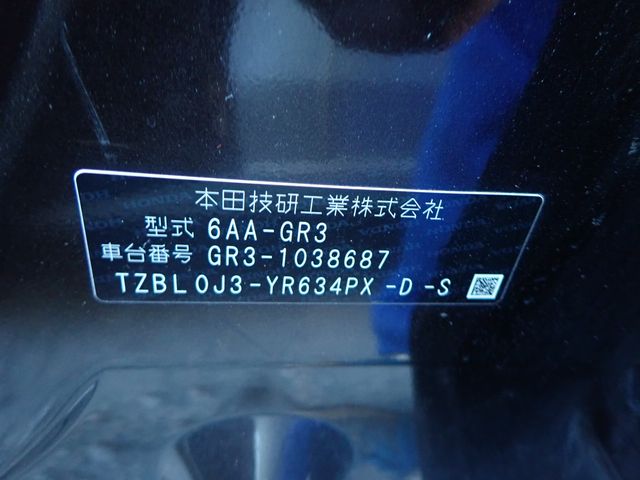 本田技研工業株式会社
型式 6AA-GR3
車台番号 GR3-1038687
TZBL0J3-YR634PX-D-S